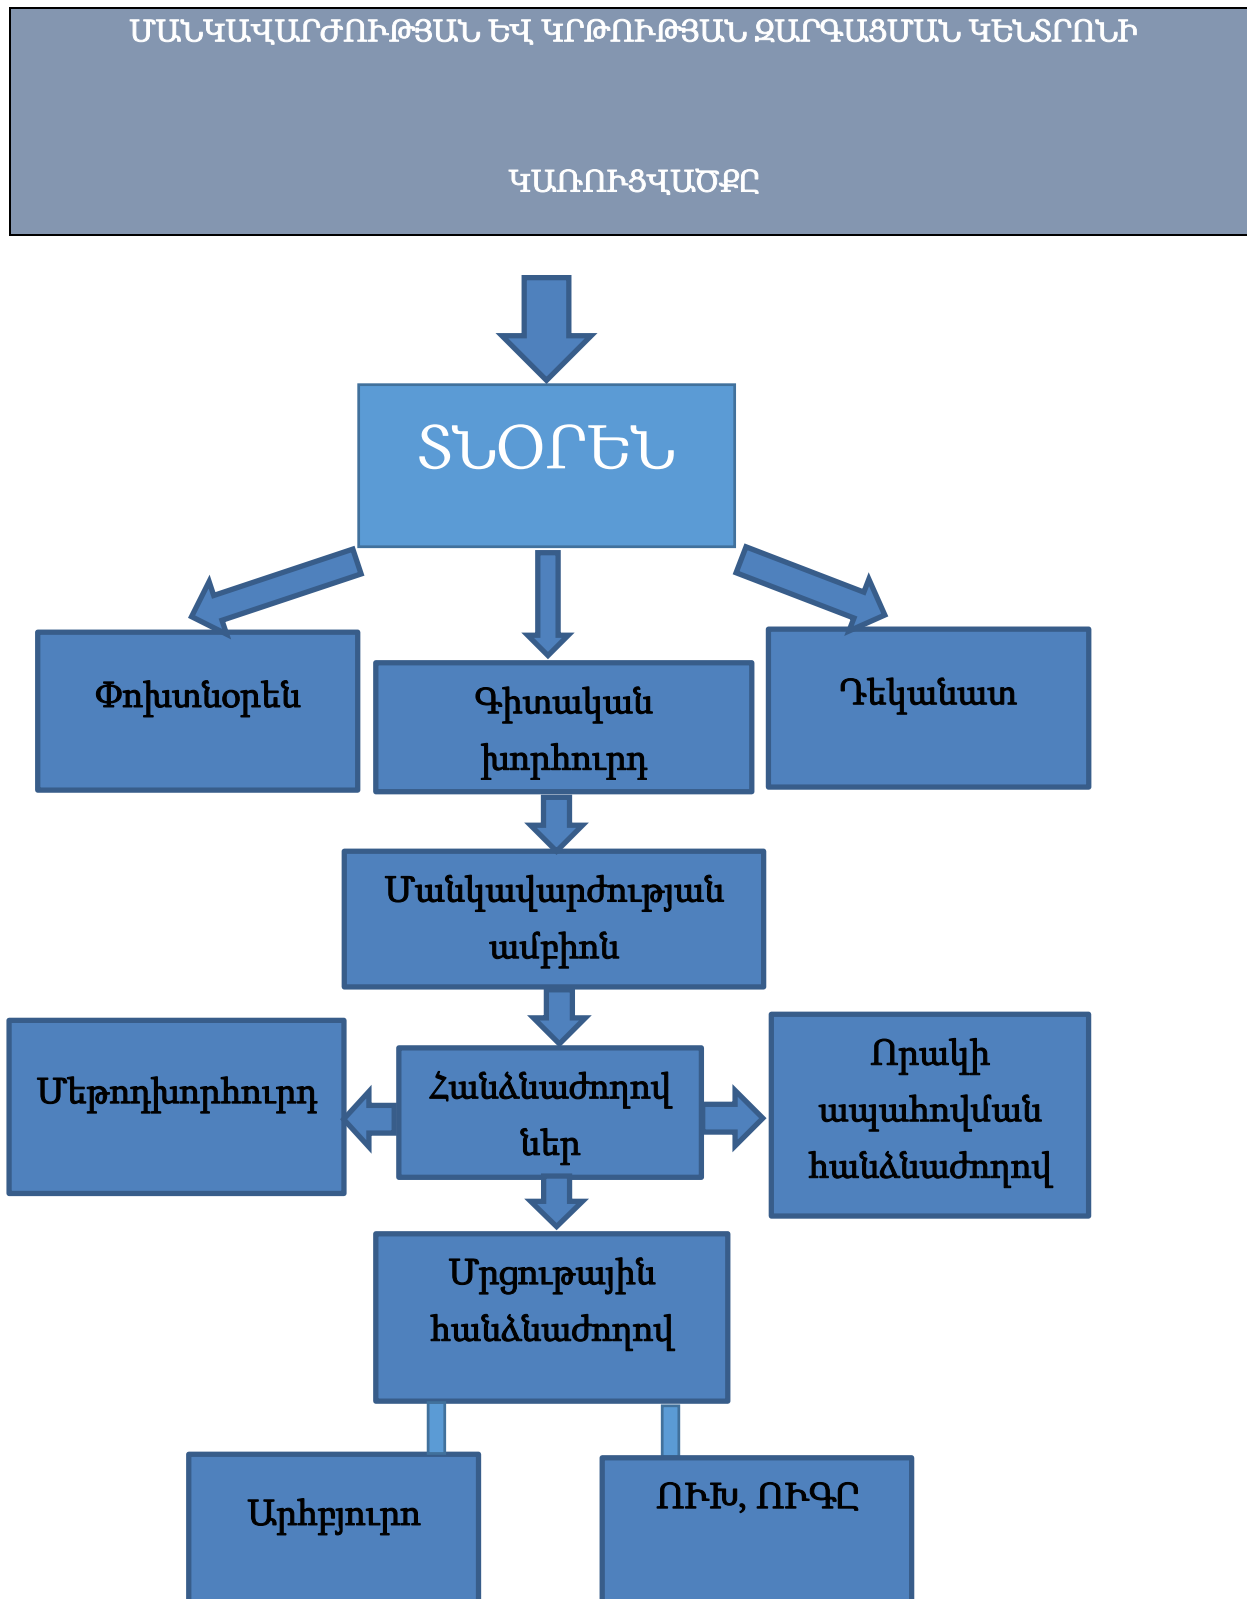 ՄԱՆԿԱՎԱՐԺՈՒԹՅԱՆ ԵՎ ԿՐԹՈՒԹՅԱՆ ԶԱՐԳԱՑՄԱՆ ԿԵՆՏՐՈՆԻ
ԿԱՌՈՒՑՎԱԾՔԸ
ՏՆՕՐԵՆ
Փոխտնօրեն
Գիտական
խորհուրդ
Դեկանատ
Մանկավարժության
ամբիոն
Մեթոդխորհուրդ
Հանձնաժողով
ներ
Որակի
ապահովման
հանձնաժողով
Մրցութային
հանձնաժողով
Արհբյուրո
ՈՒԽ, ՈՒԳԸ